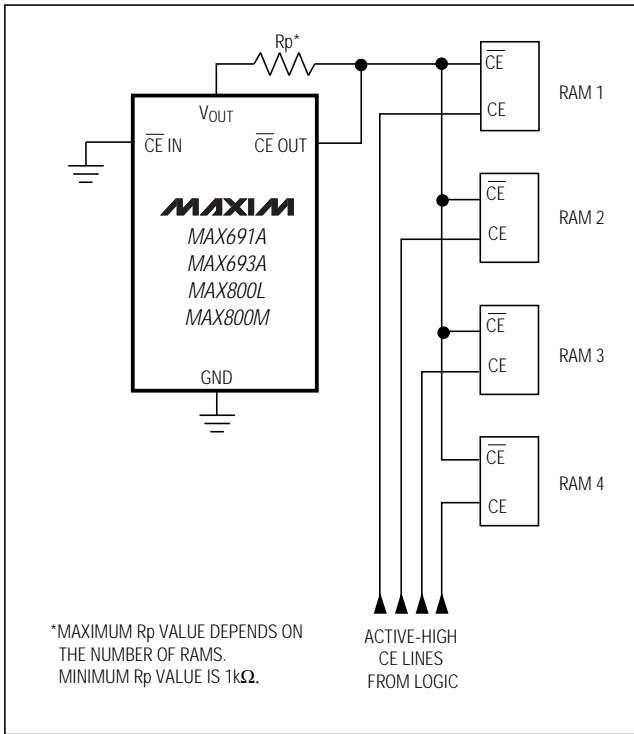 Rp*
VOUT
CE IN
CE OUT
MAXIM
MAX691A
MAX693A
MAX800L
MAX800M
GND
CE
CE
RAM 1
CE
CE
RAM 2
CE
CE
RAM 3
CE
CE
RAM 4
*MAXIMUM Rp VALUE DEPENDS ON
THE NUMBER OF RAMS.
MINIMUM Rp VALUE IS 1kΩ.
ACTIVE-HIGH
CE LINES
FROM LOGIC